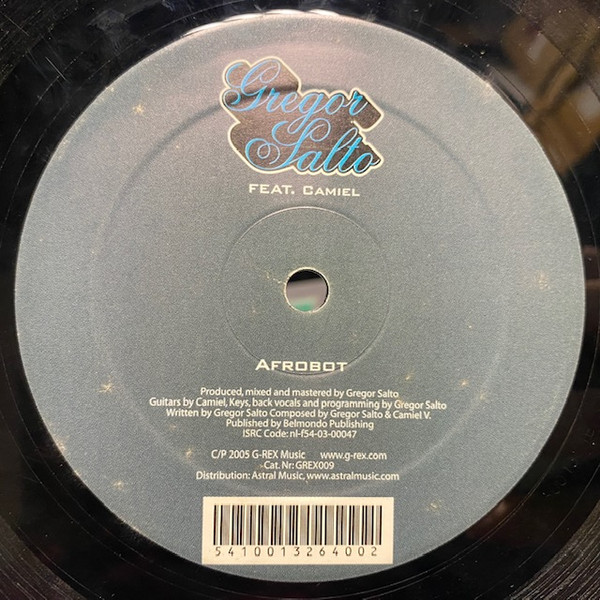 Gregor
Salto
FEAT. CAMIEL
AFROBOT
Produced, mixed and mastered by Gregor Salto
Guitars by Camiel, Keys, back vocals and programming by Gregor Salto
Written by Gregor Salto Composed by Gregor Salto & Camiel V.
Published by Belmondo Publishing
ISRC Code: nl-f54-03-00047
C/P 2005 G-REX Music www.g-rex.com
Cat. Nr: GREX009
Distribution: Astral Music, www.astralmusic.com
5410013264002